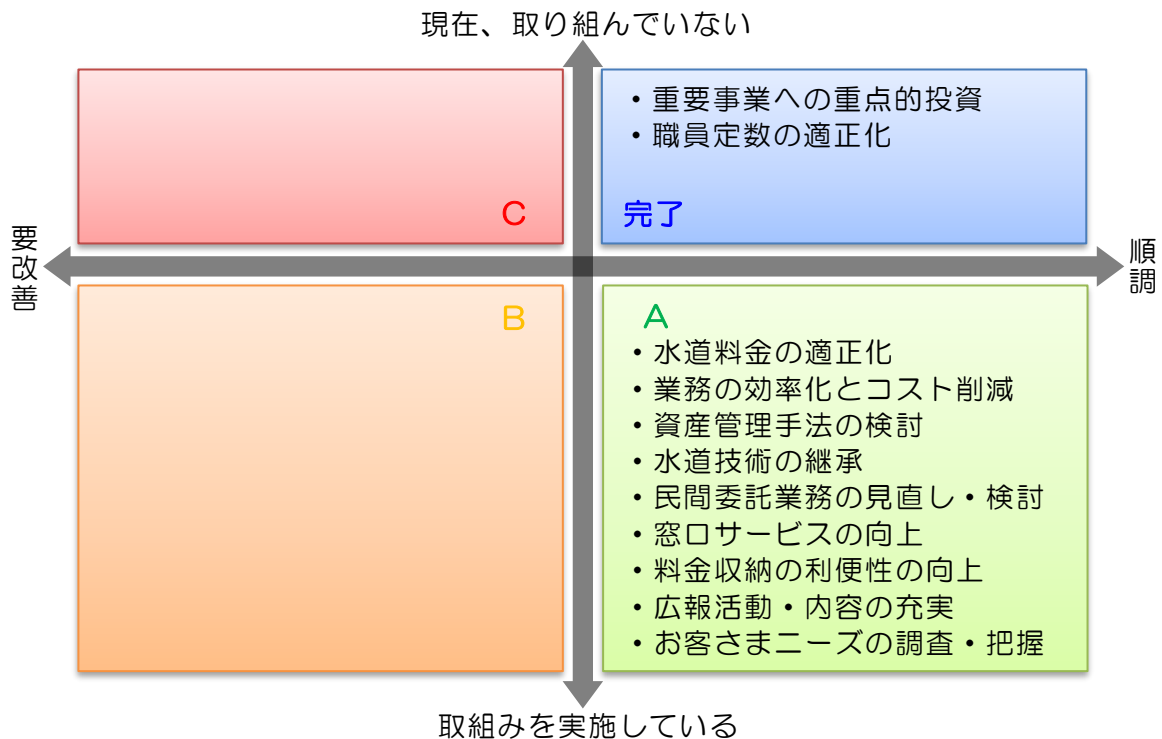 現在、取り組んでいない
・重要事業への重点的投資
・職員定数の適正化
C
完了
要改善
順調
B
A
・水道料金の適正化
・業務の効率化とコスト削減
・資産管理手法の検討
・水道技術の継承
・民間委託業務の見直し・検討
・窓口サービスの向上
・料金収納の利便性の向上
・広報活動・内容の充実
・お客さまニーズの調査・把握
取組みを実施している